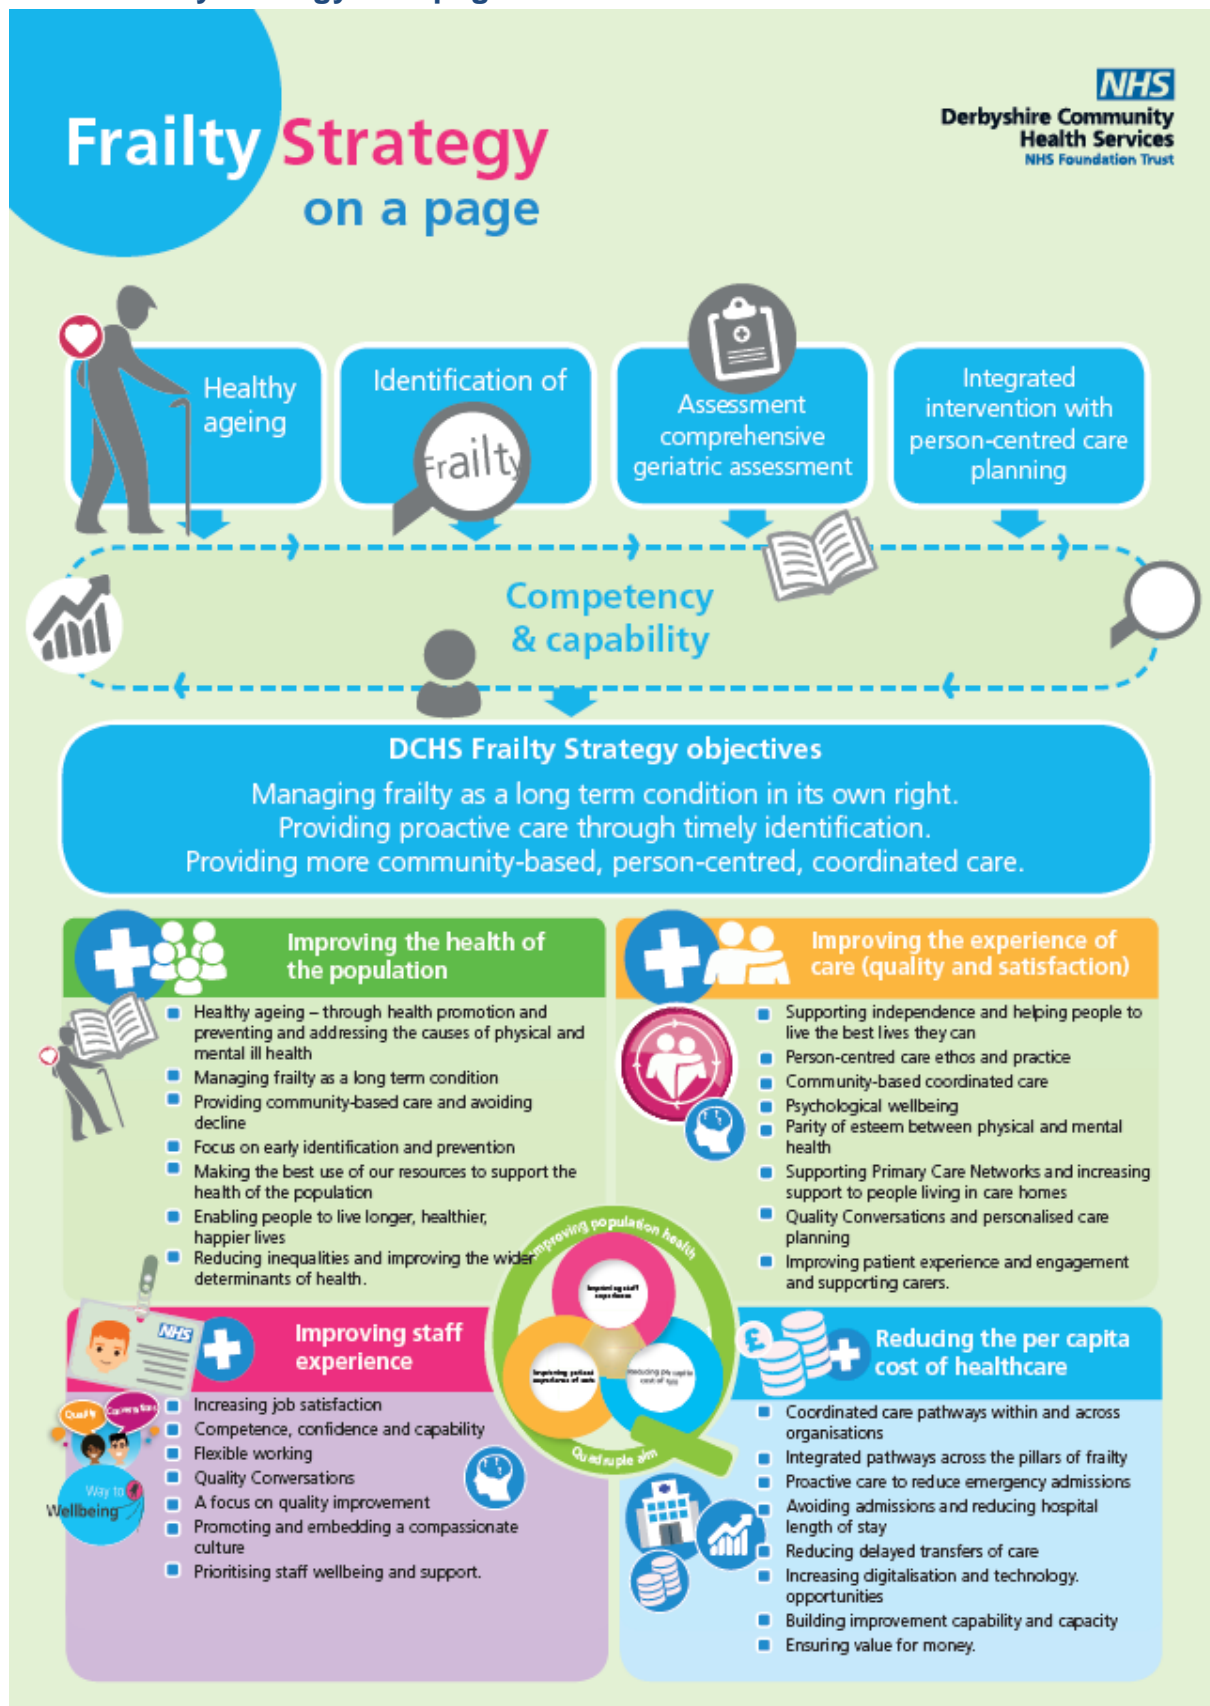 Frailty Strategy
on a page
NHS
Derbyshire Community
Health Services
NHS Foundation Trust
Healthy
ageing
Identification of
Frailty
Assessment
comprehensive
geriatric assessment
Integrated
intervention with
person-centred care
planning
Competency
& capability
DCHS Frailty Strategy objectives
Managing frailty as a long term condition in its own right.
Providing proactive care through timely identification.
Providing more community-based, person-centred, coordinated care.
Improving the health of
the population
Healthy ageing – through health promotion and
preventing and addressing the causes of physical and
mental ill health
Managing frailty as a long term condition
Providing community-based care and avoiding
decline
Focus on early identification and prevention
Making the best use of our resources to support the
health of the population
Enabling people to live longer, healthier,
happier lives
Reducing inequalities and improving the wider
determinants of health.
Improving the experience of
care (quality and satisfaction)
Supporting independence and helping people to
live the best lives they can
Person-centred care ethos and practice
Community-based coordinated care
Psychological wellbeing
Parity of esteem between physical and mental
health
Supporting Primary Care Networks and increasing
support to people living in care homes
Quality Conversations and personalised care
planning
Improving patient experience and engagement
and supporting carers.
Improving population health
Improving staff
experience
Improving patient
experience of care
Reducing per capita
cost of
Quadruple aim
NHS
Improving staff
experience
Quality
Conversations
Way to
Wellbeing
Increasing job satisfaction
Competence, confidence and capability
Flexible working
Quality Conversations
A focus on quality improvement
Promoting and embedding a compassionate
culture
Prioritising staff wellbeing and support.
£
Reducing the per capita
cost of healthcare
Coordinated care pathways within and across
organisations
Integrated pathways across the pillars of frailty
Proactive care to reduce emergency admissions
Avoiding admissions and reducing hospital
length of stay
Reducing delayed transfers of care
Increasing digitalisation and technology.
opportunities
Building improvement capability and capacity
Ensuring value for money.